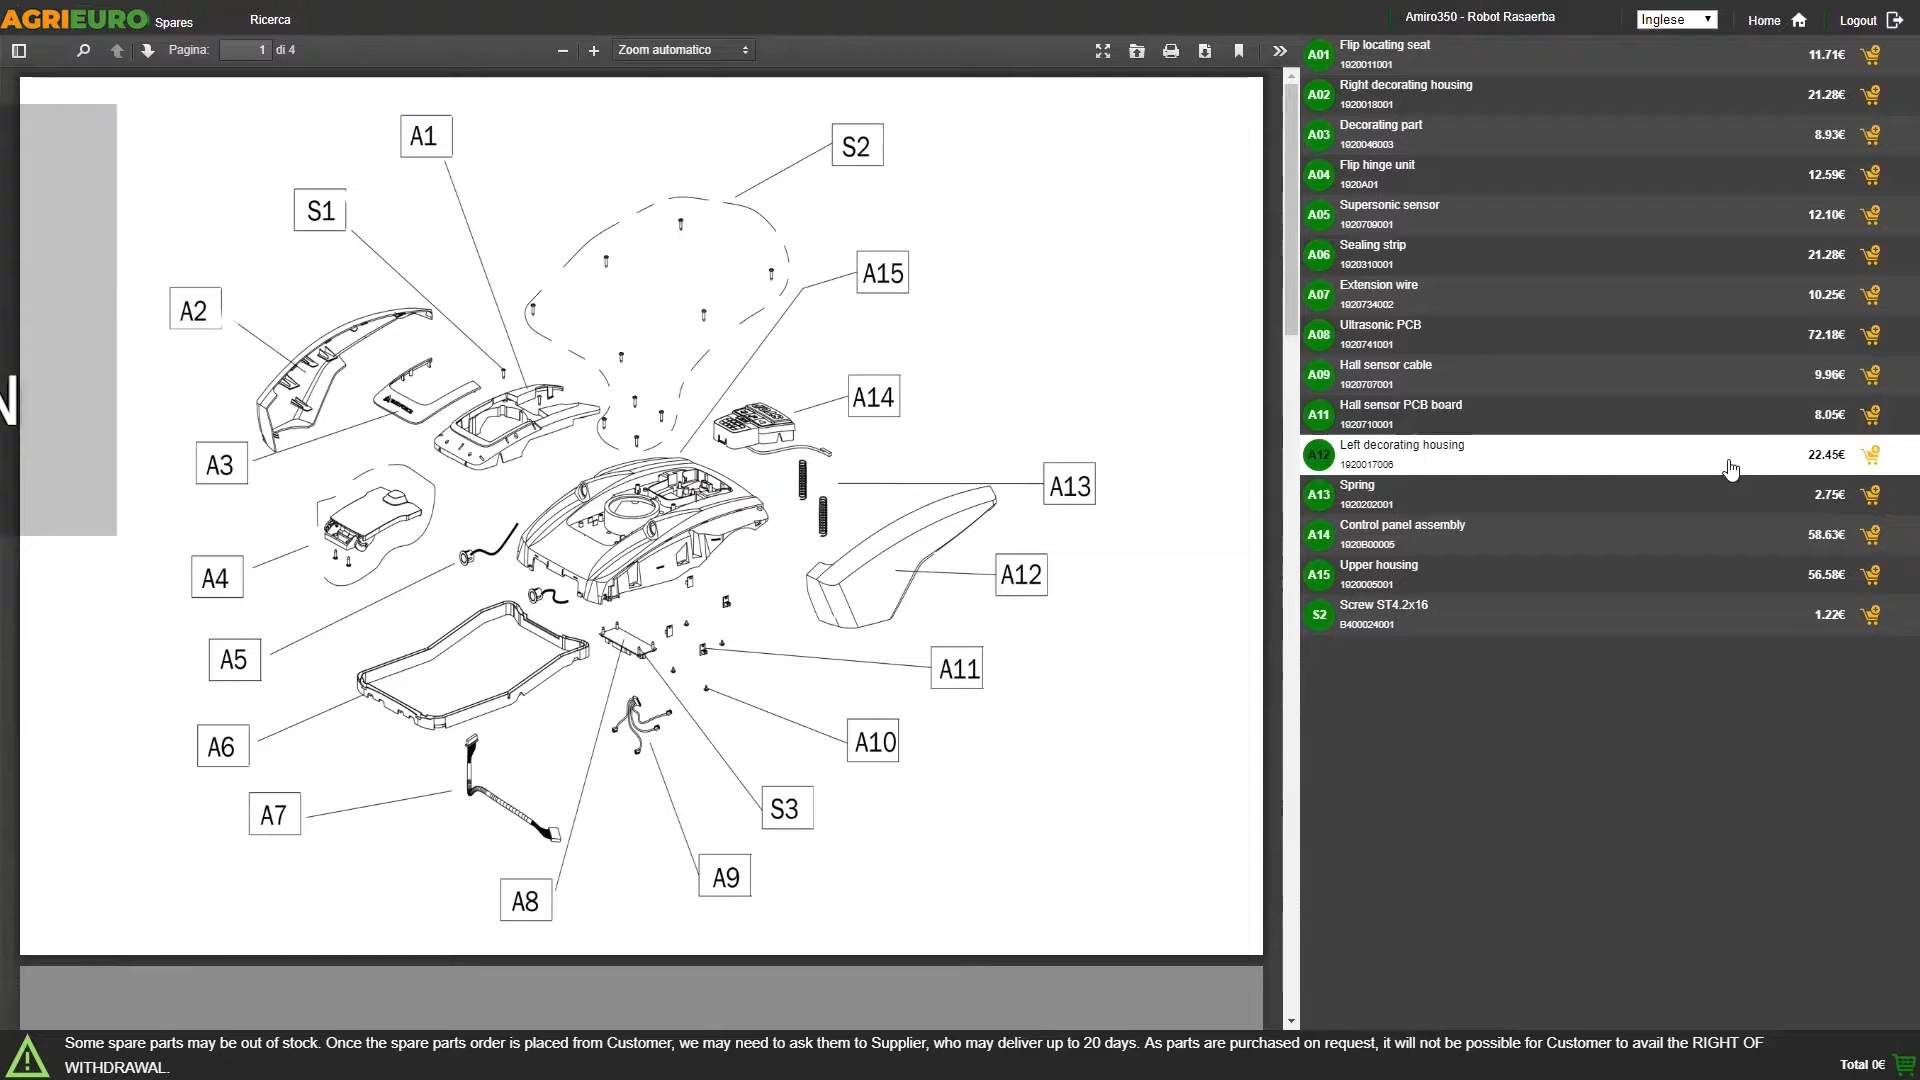 AGRIEURO Spares
Ricerca
Amiro350 - Robot Rasaerba
Inglese
Home
Logout
Pagina: 1 di 4
Zoom automatico
N
A1
S2
S1
A15
A2
A14
A3
A13
A4
A12
A5
A11
A6
A10
A7
S3
A9
A8
A01 Flip locating seat 11.71€
1920011001
A02 Right decorating housing 21.28€
1920018001
A03 Decorating part 8.93€
1920046003
A04 Flip hinge unit 12.59€
1920A01
A05 Supersonic sensor 12.10€
1920709001
A06 Sealing strip 21.28€
1920310001
A07 Extension wire 10.25€
1920734002
A08 Ultrasonic PCB 72.18€
1920741001
A09 Hall sensor cable 9.96€
1920707001
A11 Hall sensor PCB board 8.05€
1920710001
A12 Left decorating housing 22.45€
1920017006
A13 Spring 2.75€
1920202001
A14 Control panel assembly 58.63€
1920B00005
A15 Upper housing 56.58€
1920005001
S2 Screw ST4.2x16 1.22€
B400024001
Some spare parts may be out of stock. Once the spare parts order is placed from Customer, we may need to ask them to Supplier, who may deliver up to 20 days. As parts are purchased on request, it will not be possible for Customer to avail the RIGHT OF
WITHDRAWAL.
Total 0€